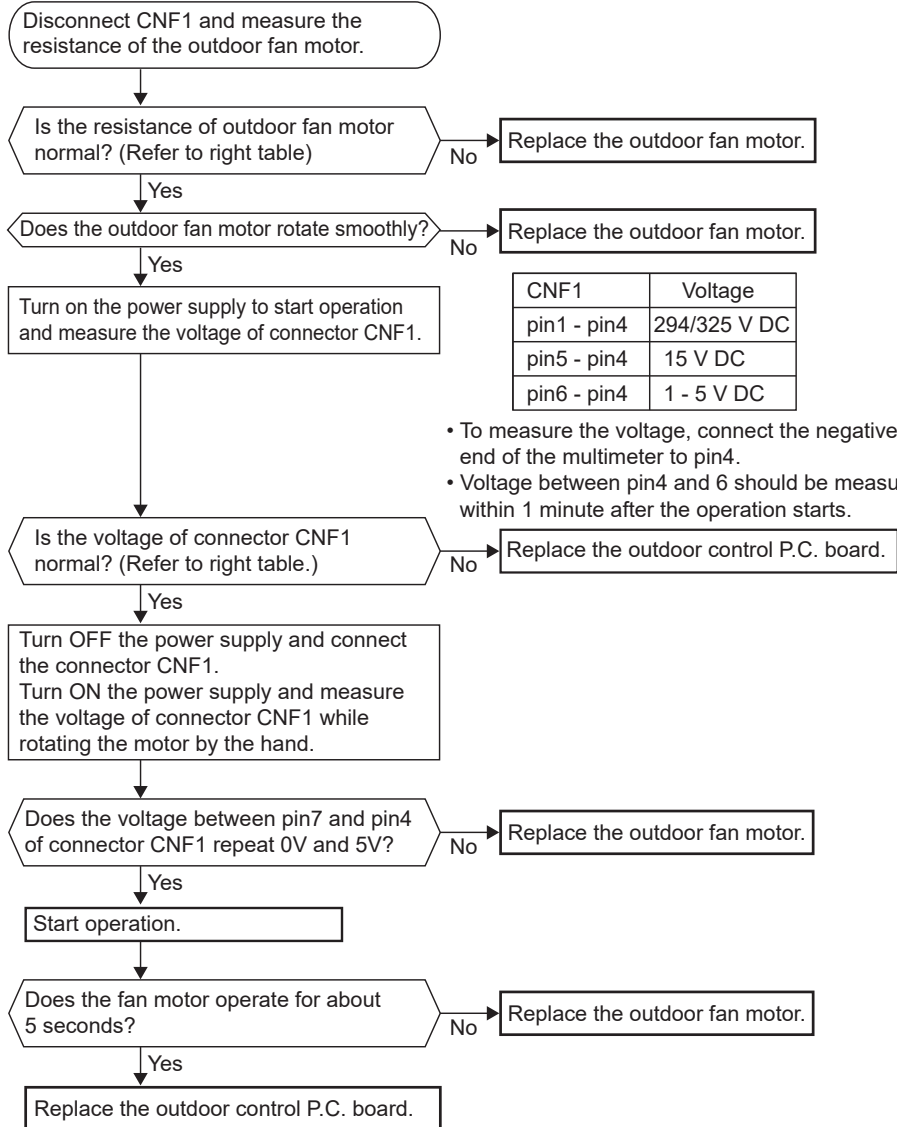 Disconnect CNF1 and measure the
resistance of the outdoor fan motor.
Is the resistance of outdoor fan motor
normal? (Refer to right table)
No
Replace the outdoor fan motor.
Yes
Does the outdoor fan motor rotate smoothly?
No
Replace the outdoor fan motor.
Yes
Turn on the power supply to start operation
and measure the voltage of connector CNF1.
CNF1 Voltage
pin1 - pin4 294/325 V DC
pin5 - pin4 15 V DC
pin6 - pin4 1 - 5 V DC
• To measure the voltage, connect the negative
end of the multimeter to pin4.
• Voltage between pin4 and 6 should be measu
within 1 minute after the operation starts.
Is the voltage of connector CNF1
normal? (Refer to right table.)
No
Replace the outdoor control P.C. board.
Yes
Turn OFF the power supply and connect
the connector CNF1.
Turn ON the power supply and measure
the voltage of connector CNF1 while
rotating the motor by the hand.
Does the voltage between pin7 and pin4
of connector CNF1 repeat 0V and 5V?
No
Replace the outdoor fan motor.
Yes
Start operation.
Does the fan motor operate for about
5 seconds?
No
Replace the outdoor fan motor.
Yes
Replace the outdoor control P.C. board.